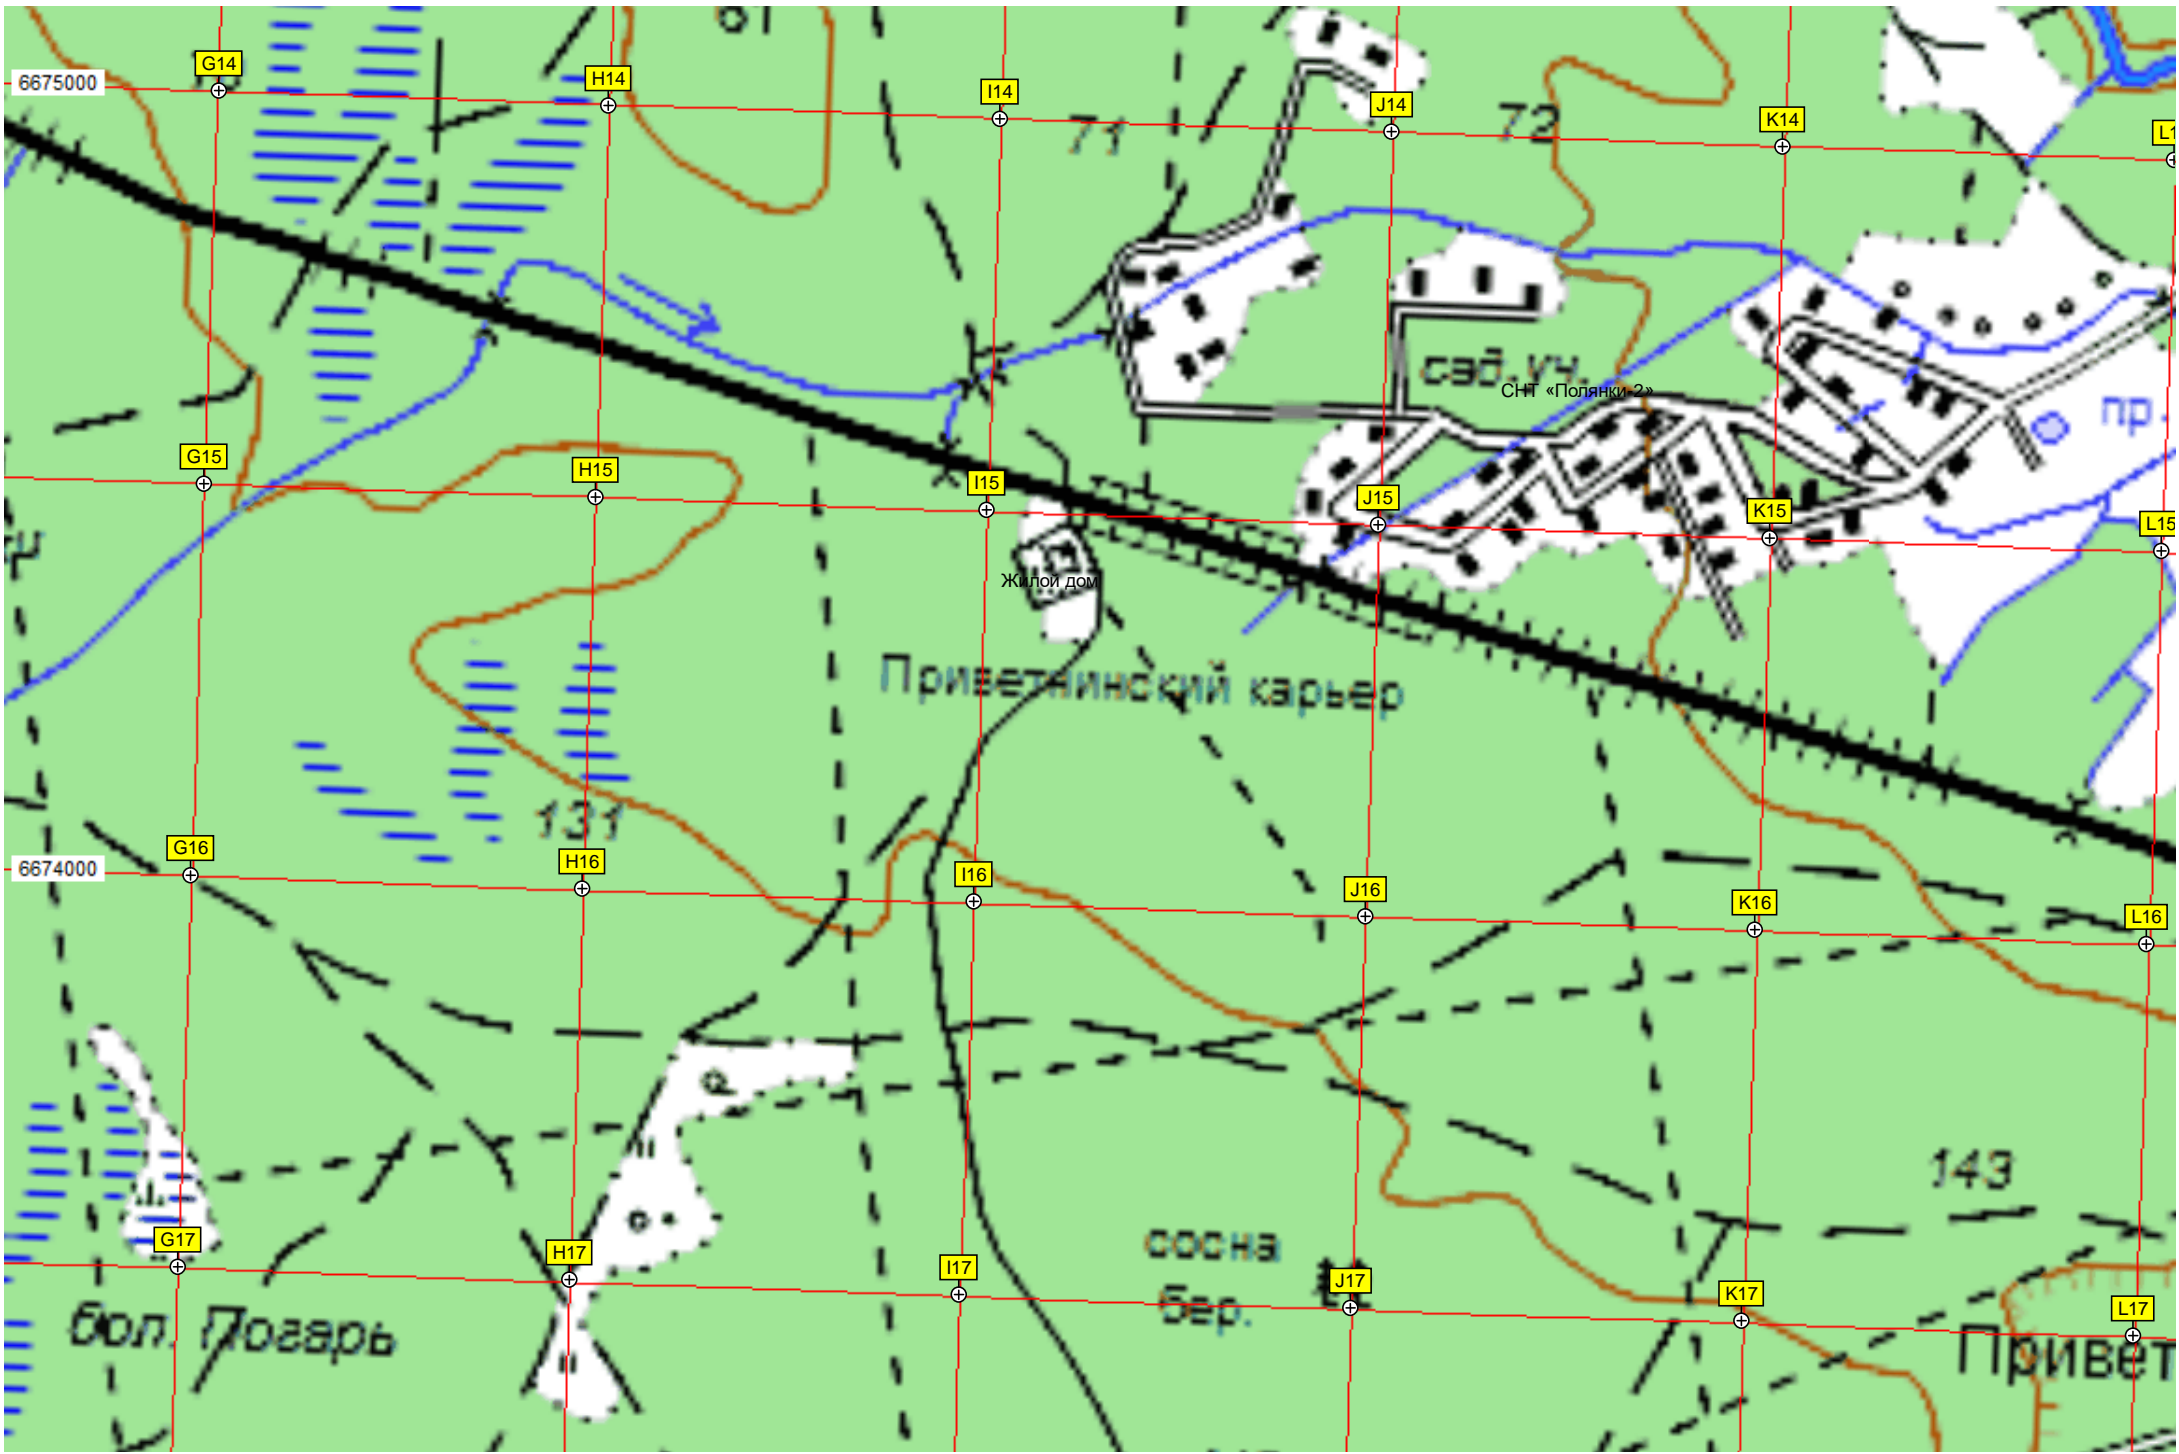 61
G14
H14
I14
J14
K14
6675000
71
72
сад. уч.
СНТ «Полянки-2»
пр.
G15
H15
I15
J15
K15
L15
Жилой дом
Приветнинский карьер
131
6674000
G16
H16
I16
J16
K16
L16
143
сосна
бер.
G17
H17
I17
J17
K17
L17
бол. Погарь
Привет